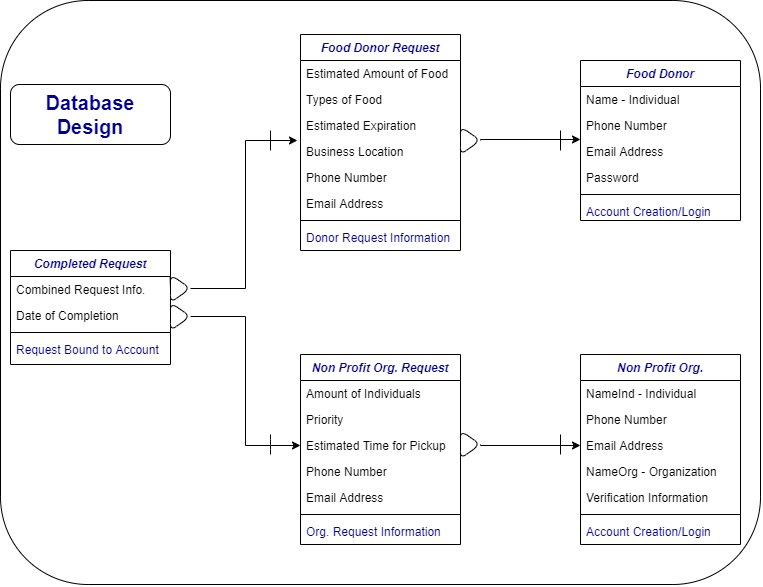 Database
Design
Food Donor Request
Estimated Amount of Food
Types of Food
Estimated Expiration
Business Location
Phone Number
Email Address
Donor Request Information
Food Donor
Name - Individual
Phone Number
Email Address
Password
Account Creation/Login
Completed Request
Combined Request Info.
Date of Completion
Request Bound to Account
Non Profit Org. Request
Amount of Individuals
Priority
Estimated Time for Pickup
Phone Number
Email Address
Org. Request Information
Non Profit Org.
NameInd - Individual
Phone Number
Email Address
NameOrg - Organization
Verification Information
Account Creation/Login